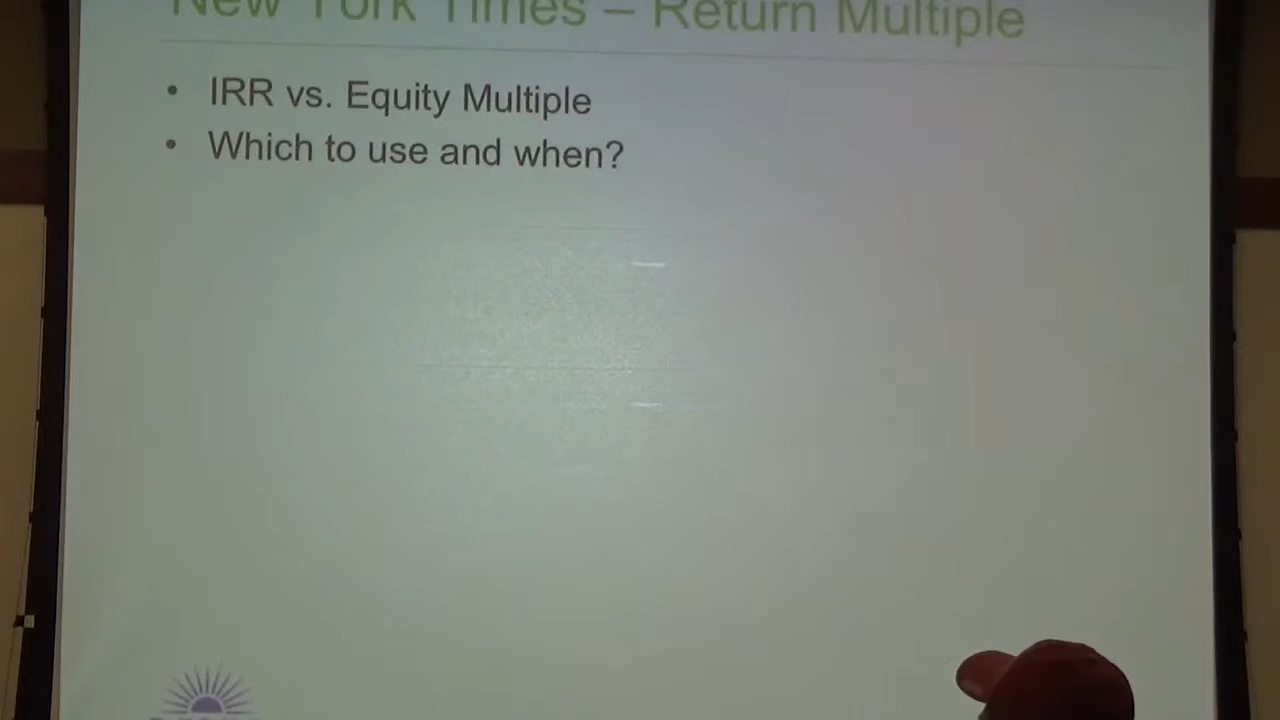 New York Times – Return Multiple
• IRR vs. Equity Multiple
• Which to use and when?